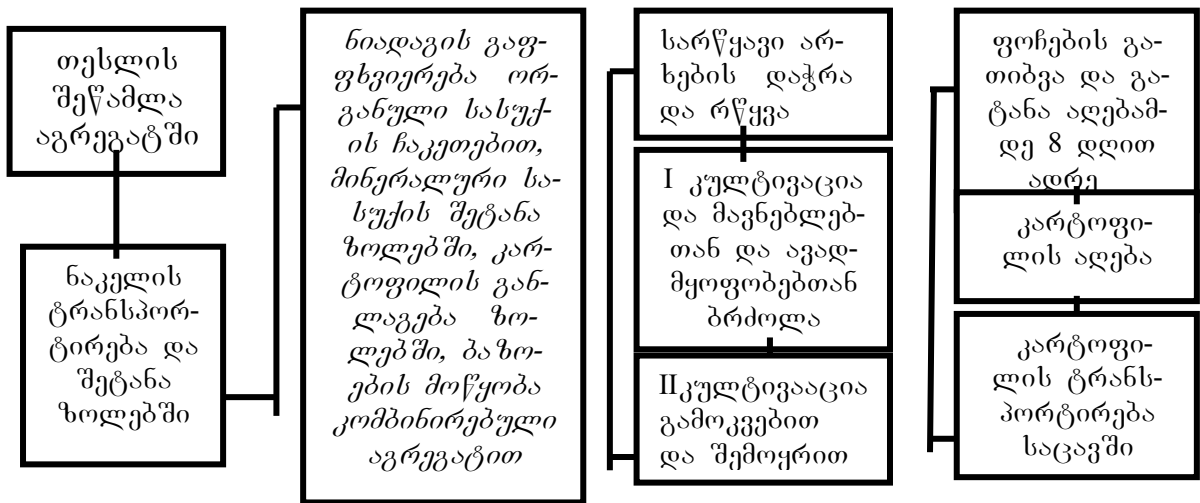 თესლის
შეწამლა
აგრეგატში
ნაკელის
ტრანსპორ-
ტირება და
შეტანა
ზოლებში
ნიადაგის გაფ-
ფხვიერება ორ-
განული სასუქ-
ის ჩაკეთებით,
მინერალური სა-
სუქის შეტანა
ზოლებში, კარ-
ტოფილის გან-
ლაგება ზო-
ლებში, ბაზო-
ების მოწყობა
კომბინირებული
აგრეგატით
სარწყავი არ-
ხების დაჭრა
და რწყვა
I კულტივაცია
და მავნებლებ-
თან და ავად-
მყოფობებთან
ბრძოლა
IIკულტივააცია
გამოკვებით
და შემოყრით
ფოჩების გა-
თიბვა და გა-
ტანა აღებამ-
დე 8 დღით
ადრე
კარტოფი-
ლის აღება
კარტოფი-
ლის ტრანს-
პორტირება
საცავში